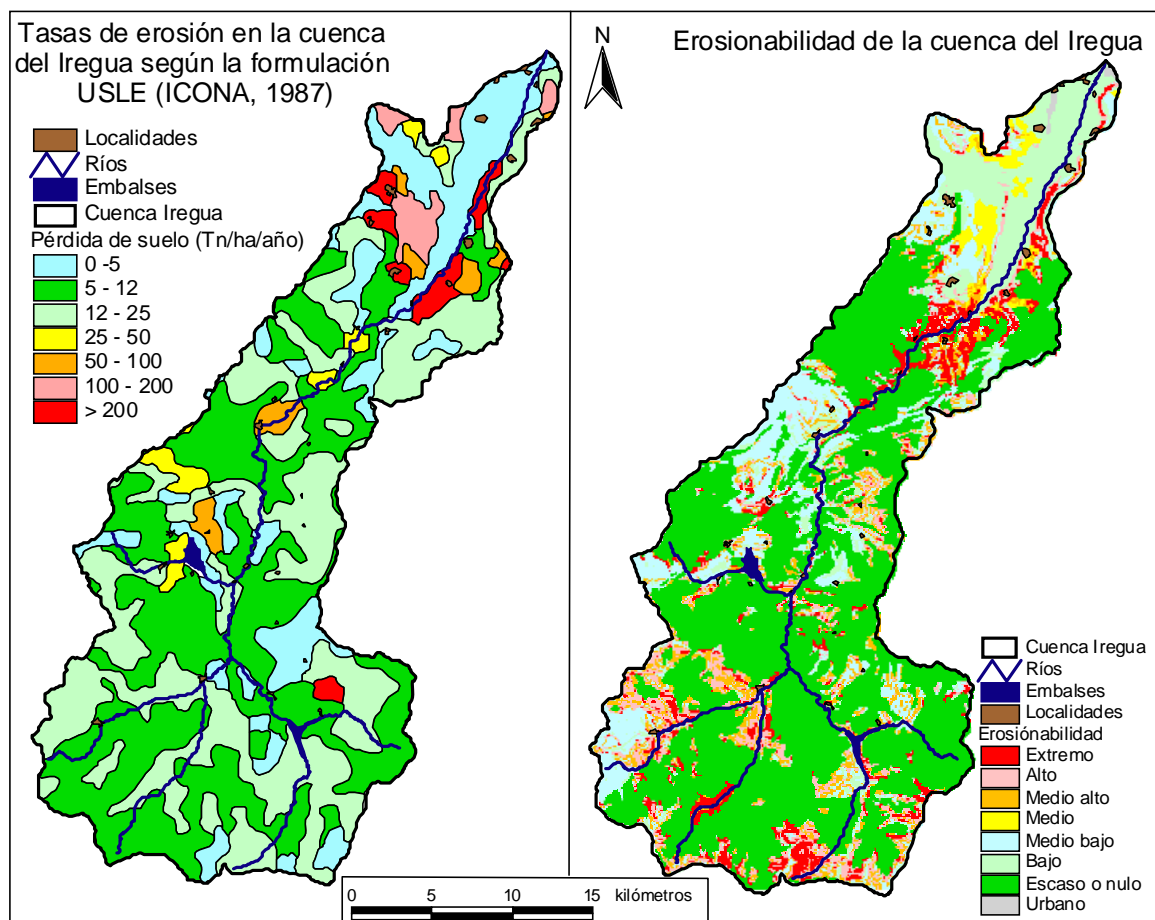 Tasas de erosión en la cuenca
del Iregua según la formulación
USLE (ICONA, 1987)
Localidades
Ríos
Embalses
Cuenca Iregua
Pérdida de suelo (Tn/ha/año)
0 -5
5 - 12
12 - 25
25 - 50
50 - 100
100 - 200
> 200
N
Erosionabilidad de la cuenca del Iregua
Cuenca Iregua
Ríos
Embalses
Localidades
Erosiónabilidad
Extremo
Alto
Medio alto
Medio
Medio bajo
Bajo
Escaso o nulo
Urbano
0 5 10 15 kilómetros